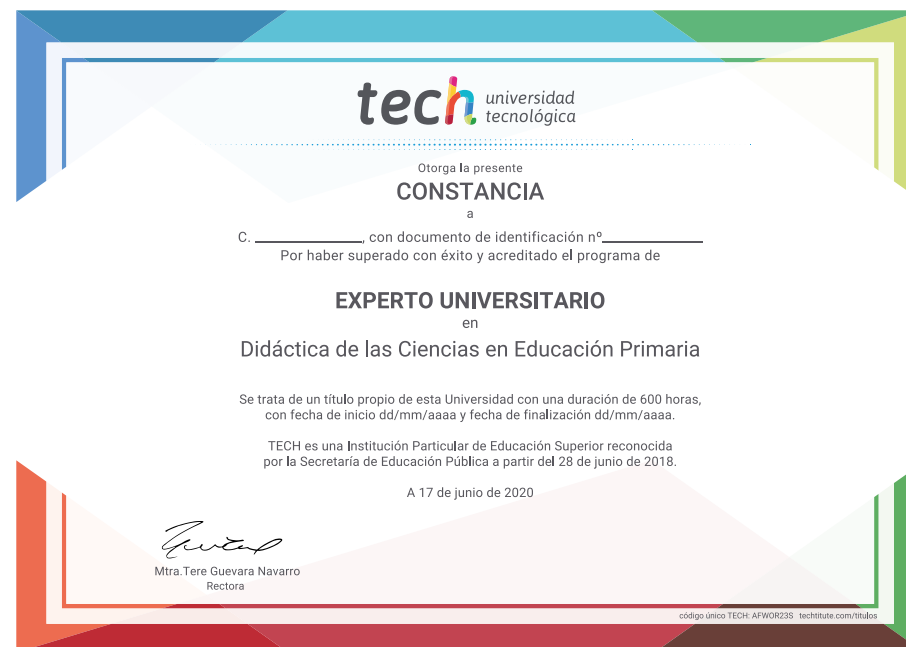 tech universidad
tecnológica
Otorga la presente
CONSTANCIA
a
C. ______________, con documento de identificación nº_____________
Por haber superado con éxito y acreditado el programa de
EXPERTO UNIVERSITARIO
en
Didáctica de las Ciencias en Educación Primaria
Se trata de un título propio de esta Universidad con una duración de 600 horas,
con fecha de inicio dd/mm/aaaa y fecha de finalización dd/mm/aaaa.
TECH es una Institución Particular de Educación Superior reconocida
por la Secretaría de Educación Pública a partir del 28 de junio de 2018.
A 17 de junio de 2020
Mtra.Tere Guevara Navarro
Rectora
código único TECH: AFWOR23S techtitute.com/titulos